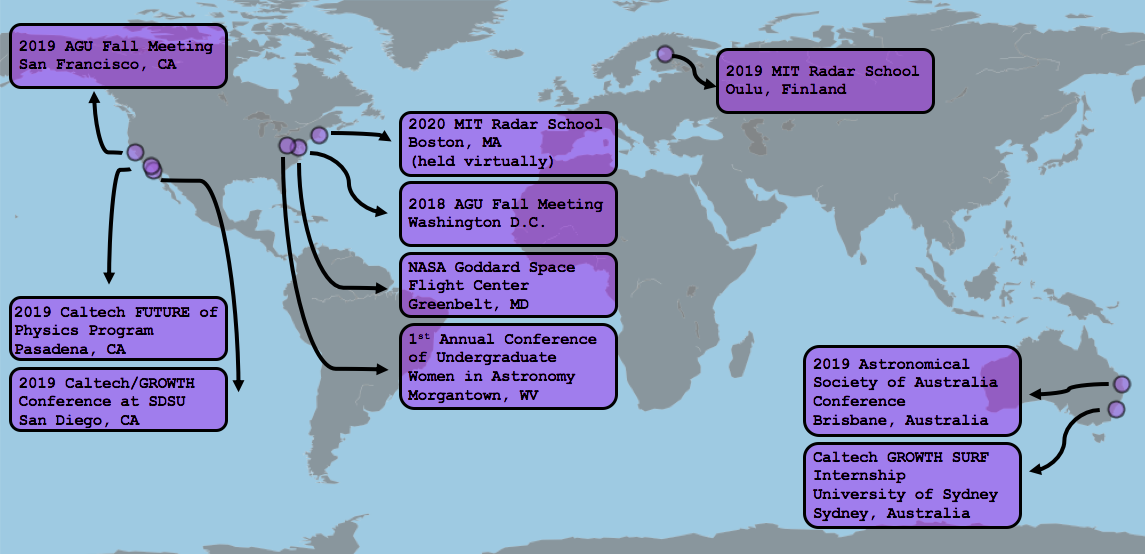 2019 AGU Fall Meeting
San Francisco, CA
2019 MIT Radar School
Oulu, Finland
2020 MIT Radar School
Boston, MA
(held virtually)
2018 AGU Fall Meeting
Washington D.C.
NASA Goddard Space
Flight Center
Greenbelt, MD
1st Annual Conference
of Undergraduate
Women in Astronomy
Morgantown, WV
2019 Caltech FUTURE of
Physics Program
Pasadena, CA
2019 Caltech/GROWTH
Conference at SDSU
San Diego, CA
2019 Astronomical
Society of Australia
Conference
Brisbane, Australia
Caltech GROWTH SURF
Internship
University of Sydney
Sydney, Australia